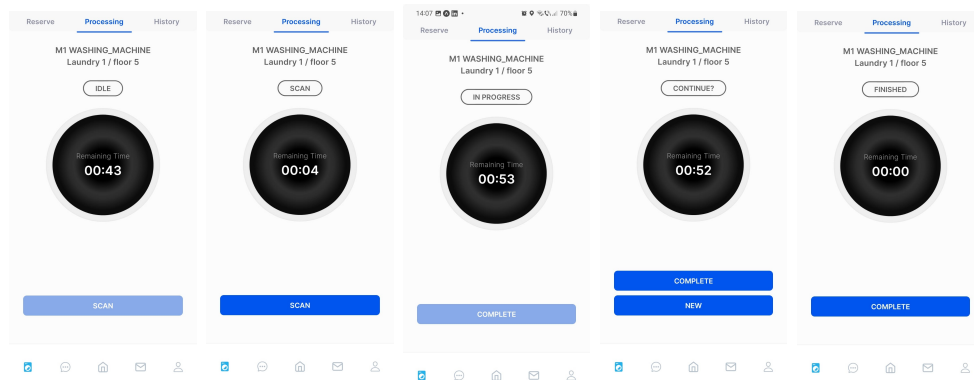 Reserve Processing History
M1 WASHING_MACHINE
Laundry 1 / floor 5
IDLE
Remaining Time
00:43
SCAN
Reserve Processing History
M1 WASHING_MACHINE
Laundry 1 / floor 5
SCAN
Remaining Time
00:04
SCAN
14:07 70%
Reserve Processing History
M1 WASHING_MACHINE
Laundry 1 / floor 5
IN PROGRESS
Remaining Time
00:53
COMPLETE
Reserve Processing History
M1 WASHING_MACHINE
Laundry 1 / floor 5
CONTINUE?
Remaining Time
00:52
COMPLETE
NEW
Reserve Processing History
M1 WASHING_MACHINE
Laundry 1 / floor 5
FINISHED
Remaining Time
00:00
COMPLETE